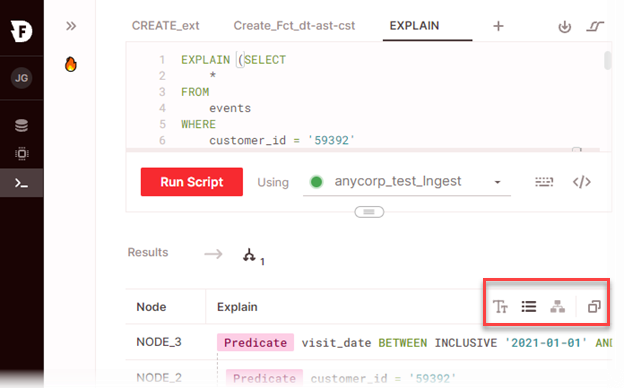 CREATE_ext Create_Fct_dt-ast-cst EXPLAIN +
JG
1 EXPLAIN (SELECT
2 *
3 FROM
4 events
5 WHERE
6 customer_id = '59392'
Run Script Using anycorp_test_Ingest
Results 1
Node Explain
NODE_3 Predicate visit_date BETWEEN INCLUSIVE '2021-01-01' AND
NODE_2 Predicate customer_id = '59392'